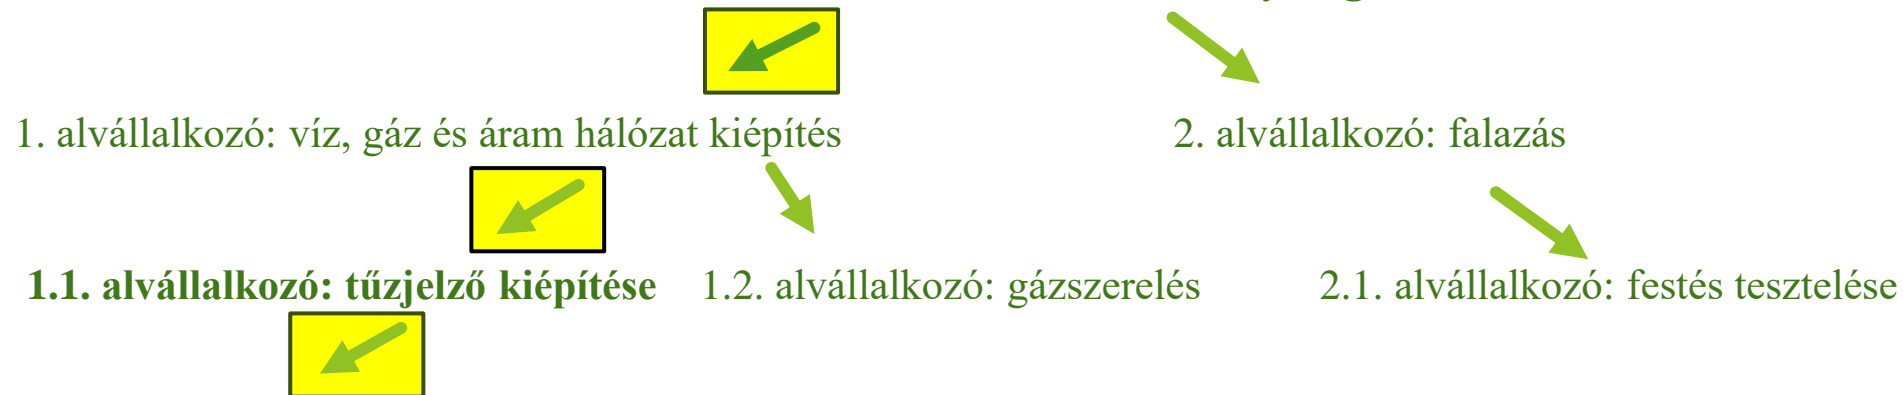 1. alvállalkozó: víz, gáz és áram hálózat kiépítés
2. alvállalkozó: falazás
1.1. alvállalkozó: tűzjelző kiépítése
1.2. alvállalkozó: gázszerelés
2.1. alvállalkozó: festés tesztelése